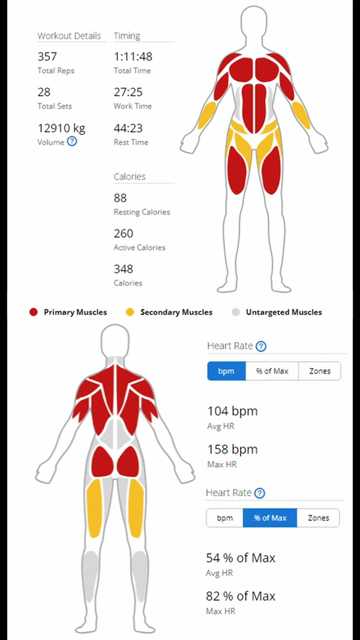 Workout Details
Timing
357
Total Reps
1:11:48
Total Time
28
Total Sets
27:25
Work Time
12910 kg
Volume ?
44:23
Rest Time
Calories
88
Resting Calories
260
Active Calories
348
Calories
Primary Muscles
Secondary Muscles
Untargeted Muscles
Heart Rate ?
bpm
% of Max
Zones
104 bpm
Avg HR
158 bpm
Max HR
Heart Rate ?
bpm
% of Max
Zones
54 % of Max
Avg HR
82 % of Max
Max HR